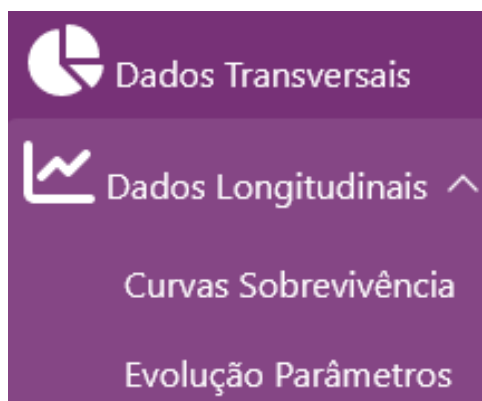 Dados Transversais
Dados Longitudinais
Curvas Sobrevivência
Evolução Parâmetros